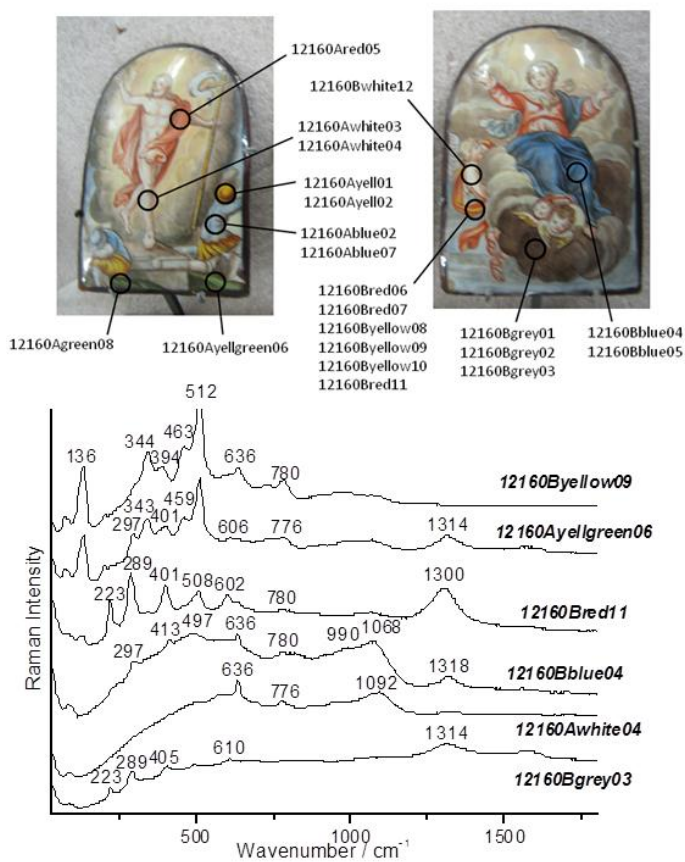 12160Ared05
12160Bwhite12
12160Awhite03
12160Awhite04
12160Ayell01
12160Ayell02
12160Ablue02
12160Ablue07
12160Agreen08
12160Ayellgreen06
12160Bred06
12160Bred07
12160Byellow08
12160Byellow09
12160Byellow10
12160Bred11
12160Bgrey01
12160Bgrey02
12160Bgrey03
12160Bblue04
12160Bblue05
136 344 394 463 512 636 780
12160Byellow09
297 343 401 459 606 776 1314
12160Ayellgreen06
223 289 401 508 602 780 1300
12160Bred11
297 413 497 636 780 990 1068 1318
12160Bblue04
636 776 1092
12160Awhite04
223 289 405 610 1314
12160Bgrey03
Raman Intensity
500 1000 1500
Wavenumber / cm⁻¹